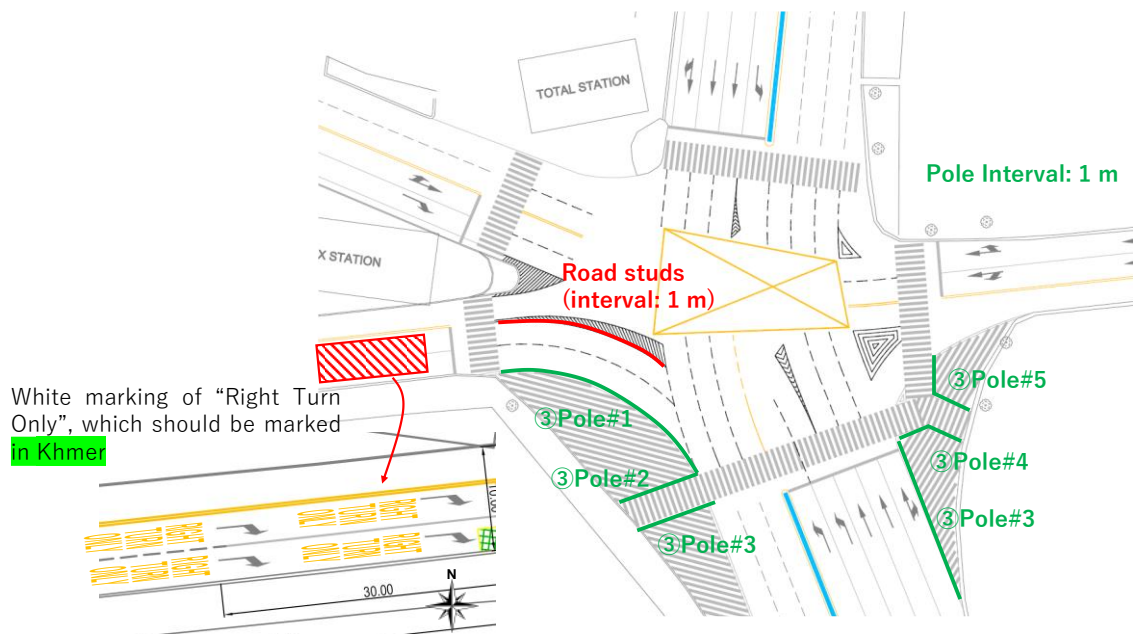 TOTAL STATION
Pole Interval: 1 m
X STATION
Road studs
(interval: 1 m)
③Pole#5
White marking of “Right Turn
Only”, which should be marked
in Khmer
③Pole#1
③Pole#2
③Pole#4
③Pole#3
③Pole#3
30.00
N